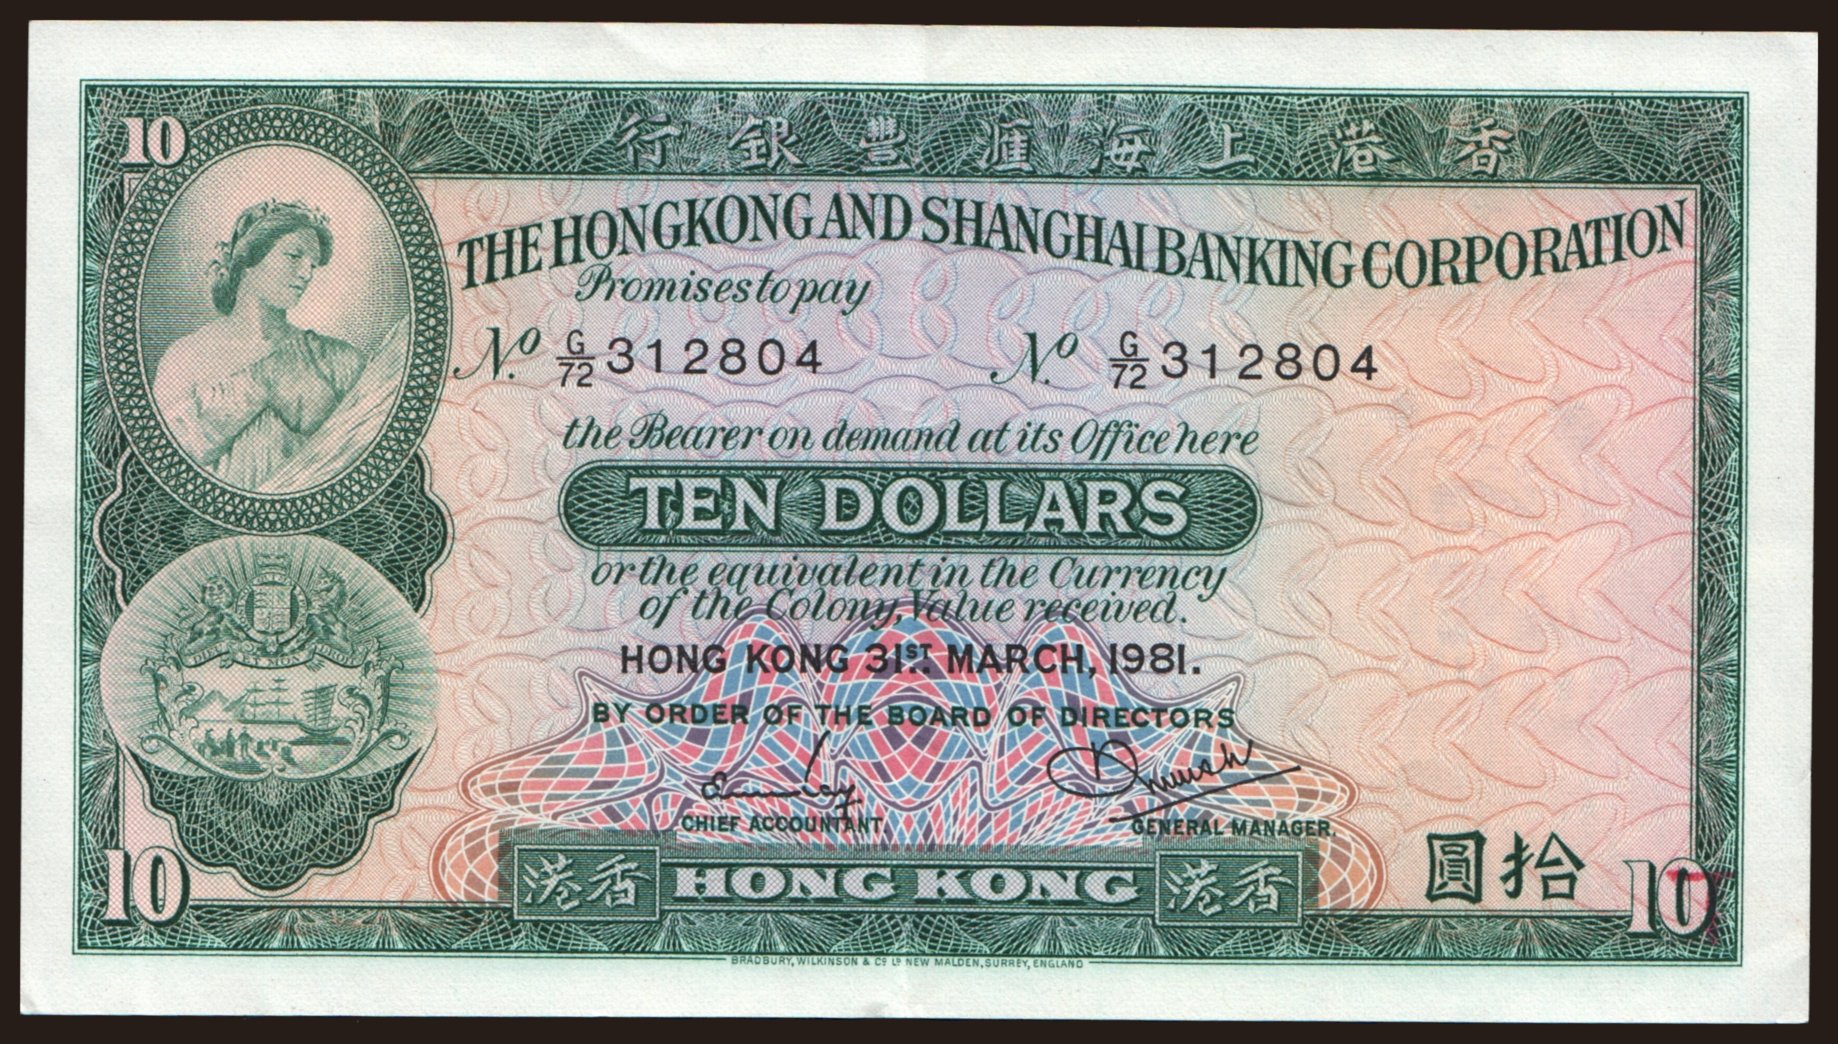 10
行銀豐滙海上港香
THE HONGKONG AND SHANGHAI BANKING CORPORATION
Promises to pay
No. G/72 312804 No. G/72 312804
the Bearer on demand at its Office here
TEN DOLLARS
or the equivalent in the Currency
of the Colony, Value received.
HONG KONG 31ST. MARCH, 1981.
BY ORDER OF THE BOARD OF DIRECTORS
CHIEF ACCOUNTANT. GENERAL MANAGER.
圓拾
10 港香 HONG KONG 港香 10
BRADBURY, WILKINSON & Co. Ld. NEW MALDEN, SURREY, ENGLAND